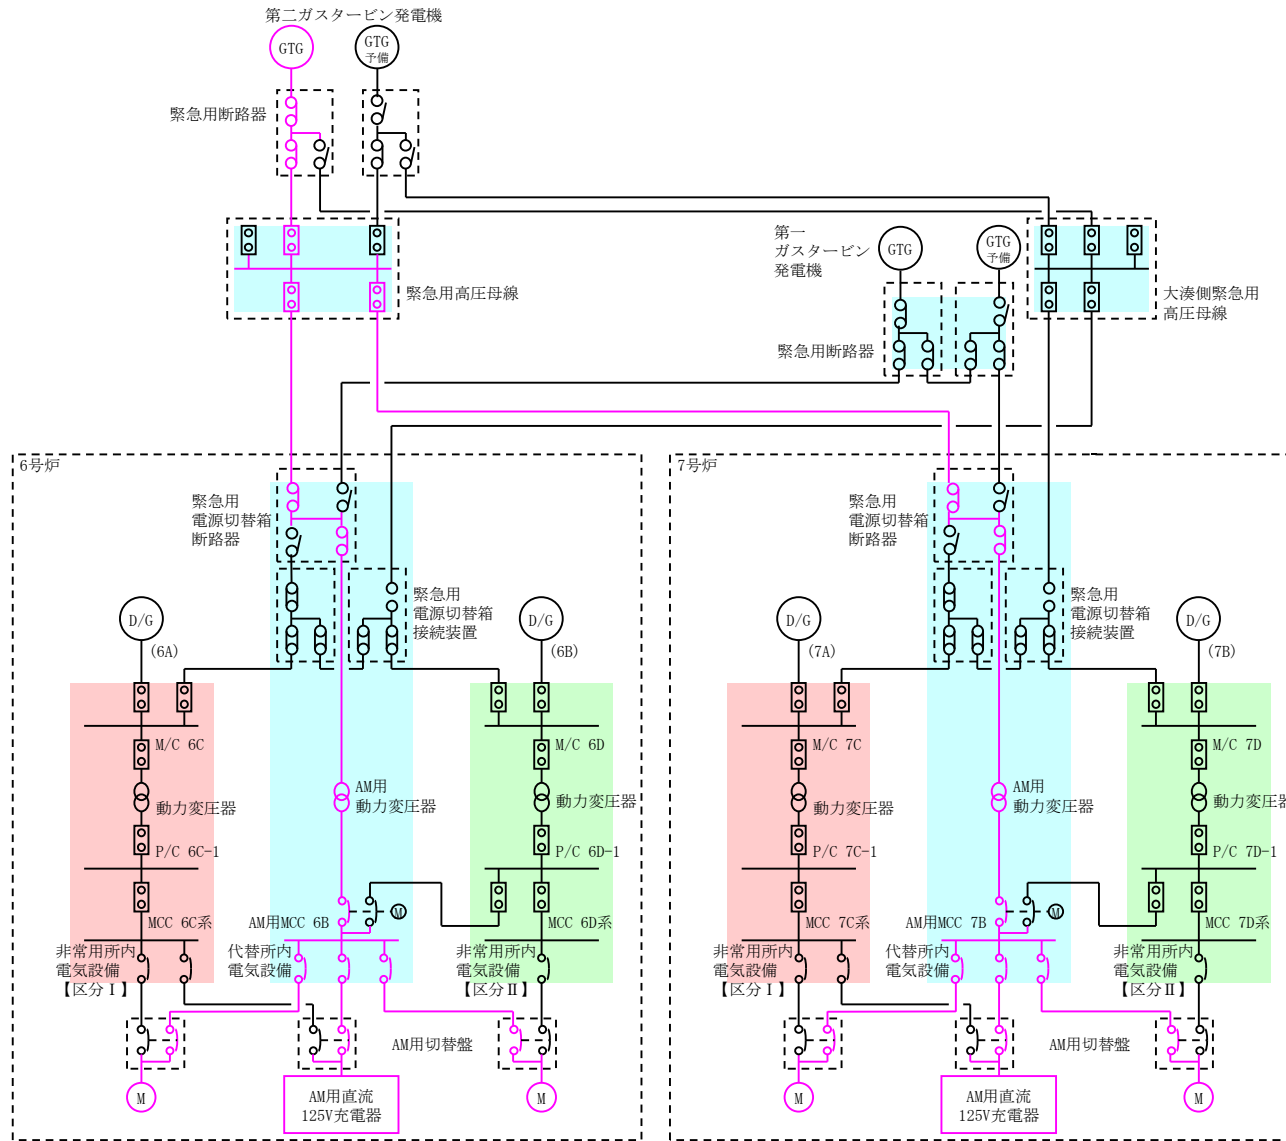 第二ガスタービン発電機
GTG
GTG
予備
緊急用断路器
緊急用高圧母線
第一
ガスタービン
発電機
GTG
GTG
予備
緊急用断路器
大湊側緊急用
高圧母線
6号炉
緊急用
電源切替箱
断路器
緊急用
電源切替箱
接続装置
D/G
(6A)
D/G
(6B)
M/C 6C
動力変圧器
P/C 6C-1
MCC 6C系
非常用所内
電気設備
【区分Ⅰ】
AM用
動力変圧器
M
AM用MCC 6B
代替所内
電気設備
M/C 6D
動力変圧器
P/C 6D-1
MCC 6D系
非常用所内
電気設備
【区分Ⅱ】
AM用切替盤
M
AM用直流
125V充電器
M
7号炉
緊急用
電源切替箱
断路器
緊急用
電源切替箱
接続装置
D/G
(7A)
D/G
(7B)
M/C 7C
動力変圧器
P/C 7C-1
MCC 7C系
非常用所内
電気設備
【区分Ⅰ】
AM用
動力変圧器
M
AM用MCC 7B
代替所内
電気設備
M/C 7D
動力変圧器
P/C 7D-1
MCC 7D系
非常用所内
電気設備
【区分Ⅱ】
AM用切替盤
M
AM用直流
125V充電器
M